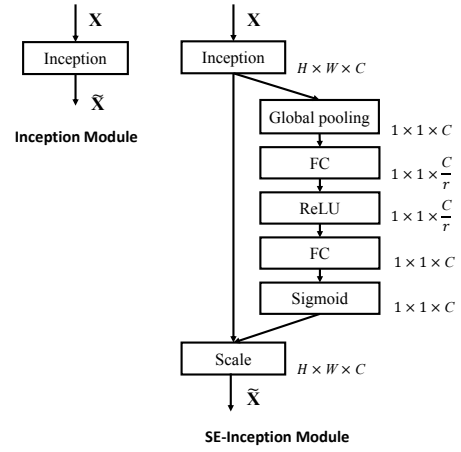 X
Inception
X̃
Inception Module
X
Inception
H × W × C
Global pooling
1 × 1 × C
FC
1 × 1 × C/r
ReLU
1 × 1 × C/r
FC
1 × 1 × C
Sigmoid
1 × 1 × C
Scale
H × W × C
X̃
SE-Inception Module